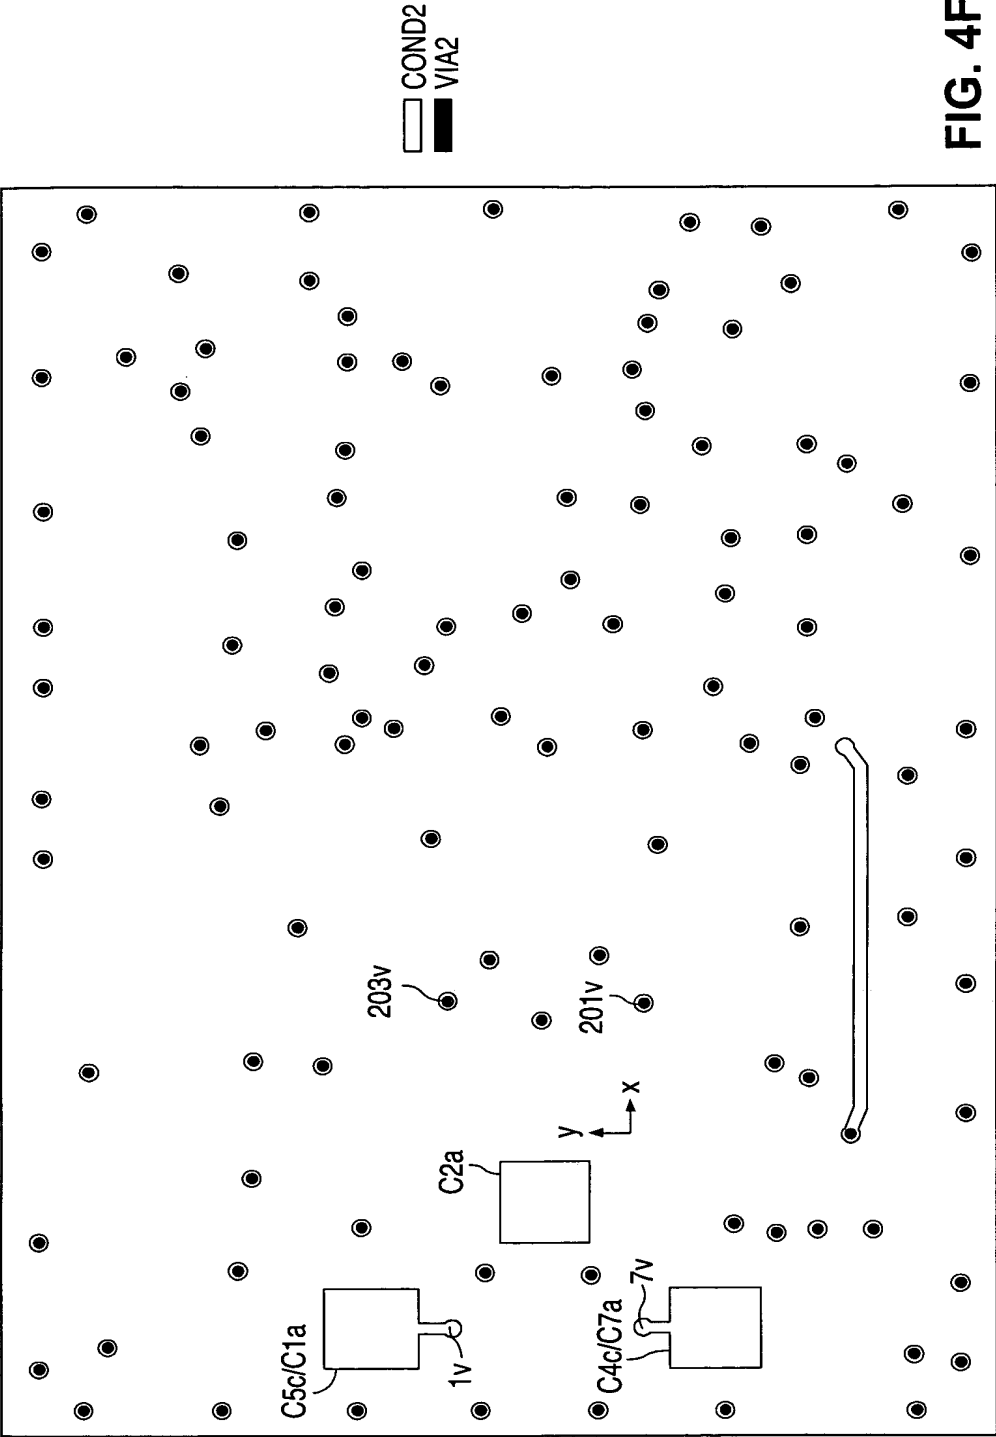 COND2
VIA2
FIG. 4F
203v
201v
y
x
C2a
C5c/C1a
1v
C4c/C7a
7v